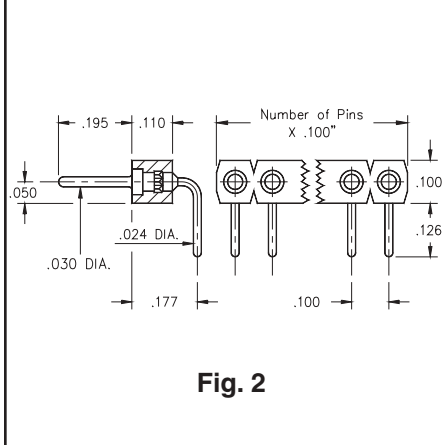 .195
.110
Number of Pins
X .100"
.050
.100
.024 DIA.
.126
.030 DIA.
.177
.100
Fig. 2